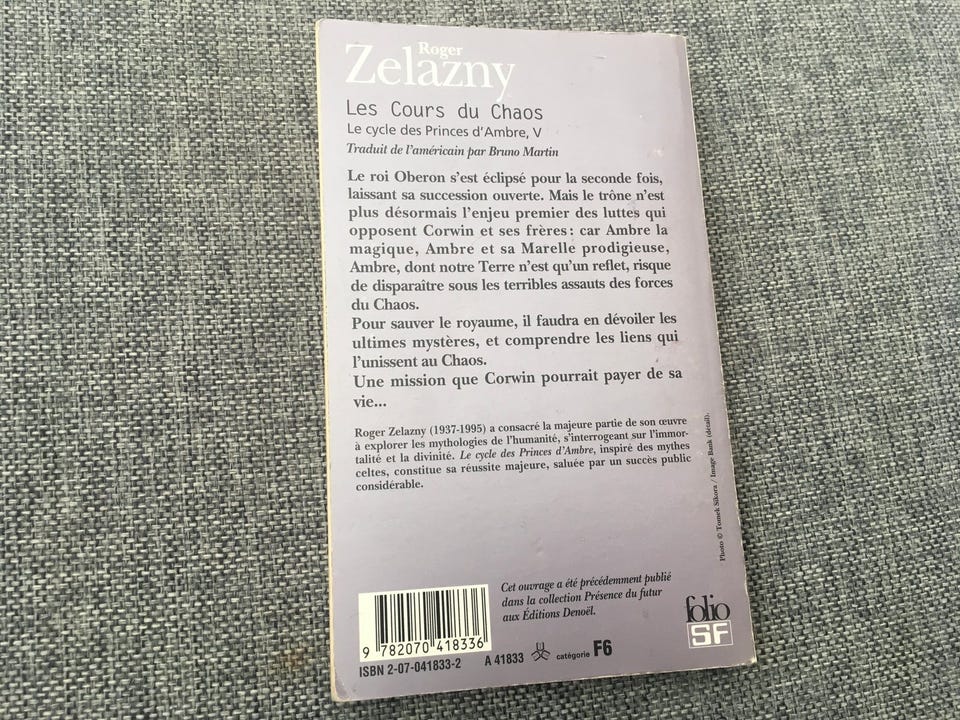 Roger
Zelazny
Les Cours du Chaos
Le cycle des Princes d'Ambre, V
Traduit de l'américain par Bruno Martin
Le roi Oberon s'est éclipsé pour la seconde fois,
laissant sa succession ouverte. Mais le trône n'est
plus désormais l'enjeu premier des luttes qui
opposent Corwin et ses frères : car Ambre la
magique, Ambre et sa Marelle prodigieuse,
Ambre, dont notre Terre n'est qu'un reflet, risque
de disparaître sous les terribles assauts des forces
du Chaos.
Pour sauver le royaume, il faudra en dévoiler les
ultimes mystères, et comprendre les liens qui
l'unissent au Chaos.
Une mission que Corwin pourrait payer de sa
vie...
Roger Zelazny (1937-1995) a consacré la majeure partie de son œuvre
à explorer les mythologies de l'humanité, s'interrogeant sur l'immor-
talité et la divinité. Le cycle des Princes d'Ambre, inspiré des mythes
celtes, constitue sa réussite majeure, saluée par un succès public
considérable.
Photo © Tomek Sikora / Image Bank (détail).
Cet ouvrage a été précédemment publié
dans la collection Présence du futur
aux Éditions Denoël.
folio
SF
9 782070 418336
ISBN 2-07-041833-2 A 41833 catégorie F6